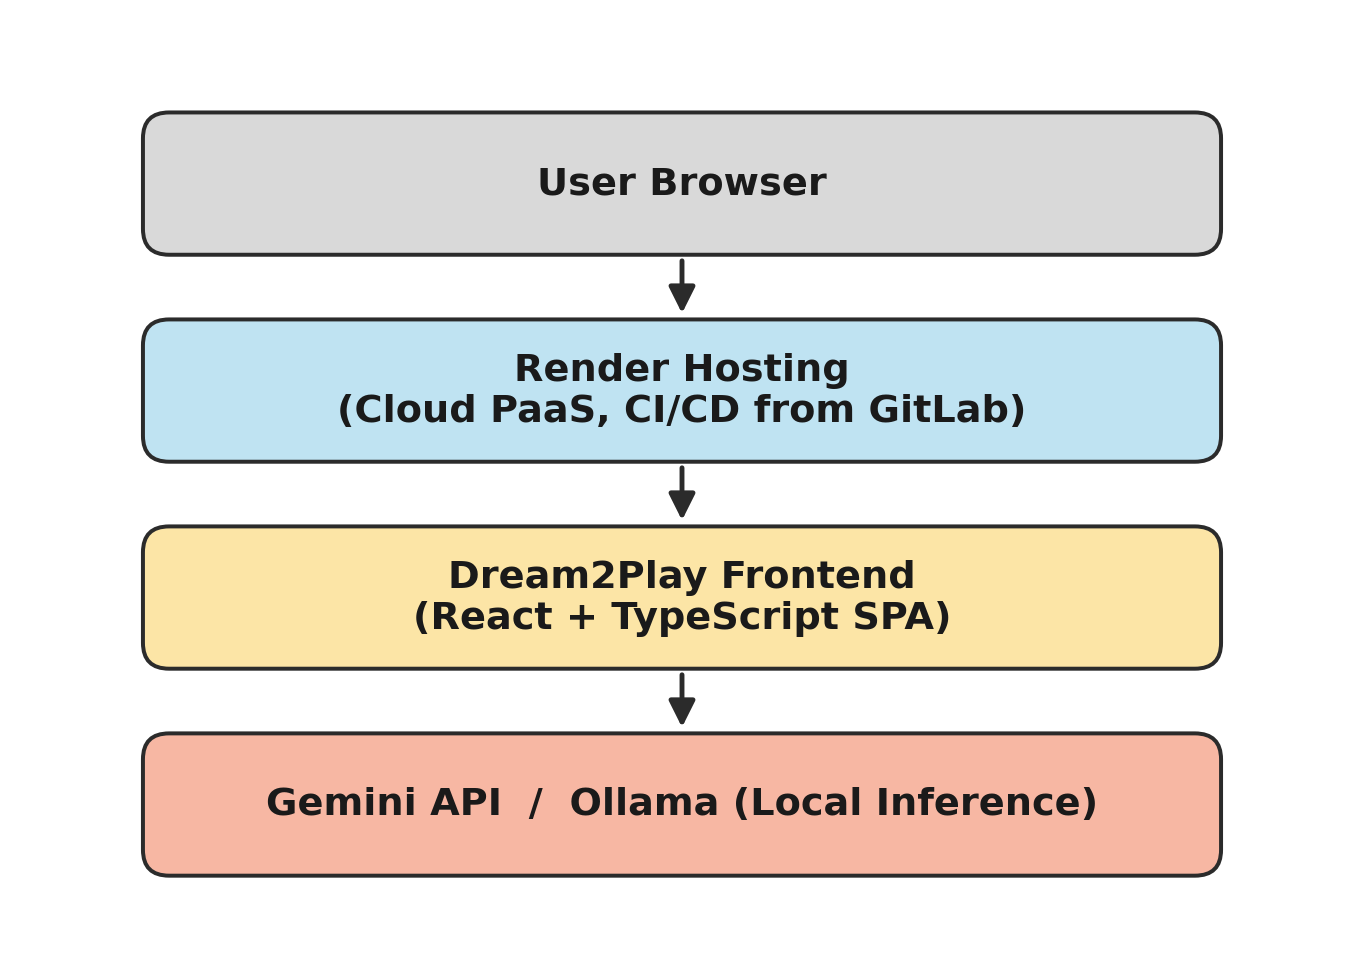 User Browser
Render Hosting
(Cloud PaaS, CI/CD from GitLab)
Dream2Play Frontend
(React + TypeScript SPA)
Gemini API / Ollama (Local Inference)